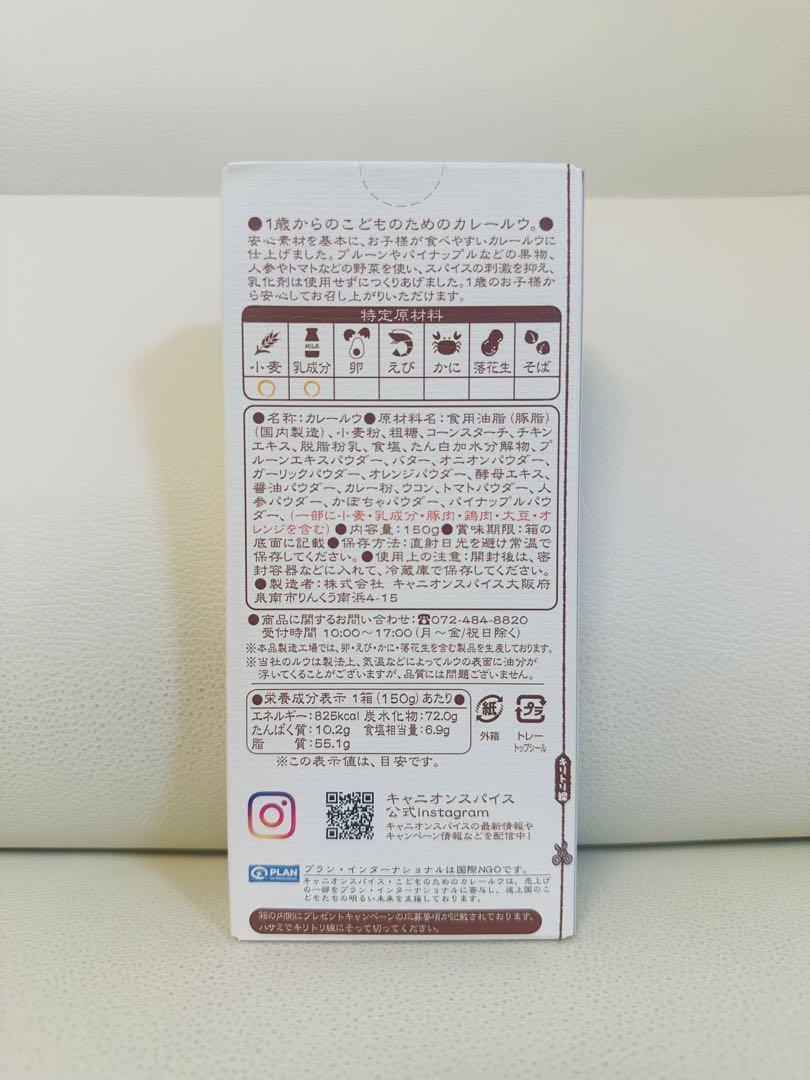 ●1歳からのこどものためのカレールウ。●
安心素材を基本に、お子様が食べやすいカレールウに
仕上げました。プルーンやパイナップルなどの果物、
人参やトマトなどの野菜を使い、スパイスの刺激を抑え、
乳化剤は使用せずにつくりあげました。1歳のお子様か
ら安心してお召し上がりいただけます。
特定原材料
MILK
小麦 乳成分 卵 えび かに 落花生 そば
○ ○
●名称:カレールウ●原材料名:食用油脂(豚脂)
(国内製造)、小麦粉、粗糖、コーンスターチ、チキン
エキス、脱脂粉乳、食塩、たん白加水分解物、プ
ルーンエキスパウダー、バター、オニオンパウダー、
ガーリックパウダー、オレンジパウダー、酵母エキス、
醤油パウダー、カレー粉、ウコン、トマトパウダー、人
参パウダー、かぼちゃパウダー、パイナップルパウ
ダー、(一部に小麦・乳成分・豚肉・鶏肉・大豆・オ
レンジを含む)●内容量:150g●賞味期限:箱の
底面に記載●保存方法:直射日光を避け常温で
保存してください。●使用上の注意:開封後は、密
封容器などに入れて、冷蔵庫で保存してください。
●製造者:株式会社 キャニオンスパイス大阪府
泉南市りんくう南浜4-15
●商品に関するお問い合わせ:☎072-484-8820
受付時間 10:00〜17:00(月〜金/祝日除く)
※本品製造工場では、卵・えび・かに・落花生を含む製品を生産しております。
※当社のルウは製法上、気温などによってルウの表面に油分が
浮いてくることがございますが、品質には問題ございません。
●栄養成分表示 1箱(150g)あたり●
エネルギー:825kcal 炭水化物:72.0g
たんぱく質:10.2g 食塩相当量:6.9g
脂 質:55.1g
紙 プラ
外箱 トレー
トップシール
※この表示値は、目安です。
キリトリ線
キャニオンスパイス
公式Instagram
キャニオンスパイスの最新情報や
キャンペーン情報などを配信中!
PLAN
プラン・インターナショナルは国際NGOです。
キャニオンスパイス・こどものためのカレールウは、売上げ
の一部をプラン・インターナショナルに寄与し、途上国のこ
どもたちの明るい未来を支援しております。
箱の内側にプレゼントキャンペーンの応募要項が記載されております。
ハサミでキリトリ線にそって切ってください。